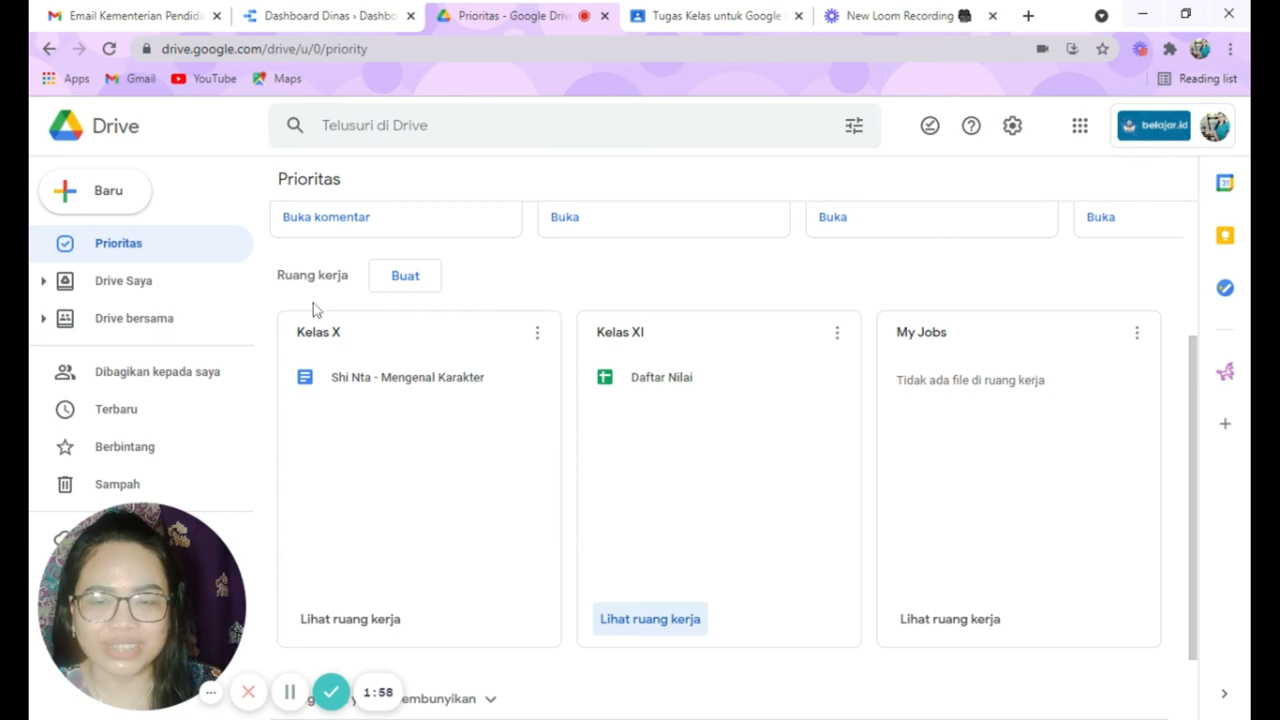 Email Kementerian Pendidi
Dashboard Dinas › Dashbo
Prioritas - Google Driv
Tugas Kelas untuk Google
New Loom Recording
drive.google.com/drive/u/0/priority
Apps
Gmail
YouTube
Maps
Reading list
Drive
Telusuri di Drive
belajar.id
Baru
Prioritas
Drive Saya
Drive bersama
Dibagikan kepada saya
Terbaru
Berbintang
Sampah
Prioritas
Buka komentar
Buka
Buka
Buka
Ruang kerja
Buat
Kelas X
Shi Nta - Mengenal Karakter
Lihat ruang kerja
Kelas XI
Daftar Nilai
Lihat ruang kerja
My Jobs
Tidak ada file di ruang kerja
Lihat ruang kerja
embunyikan
1:58
31